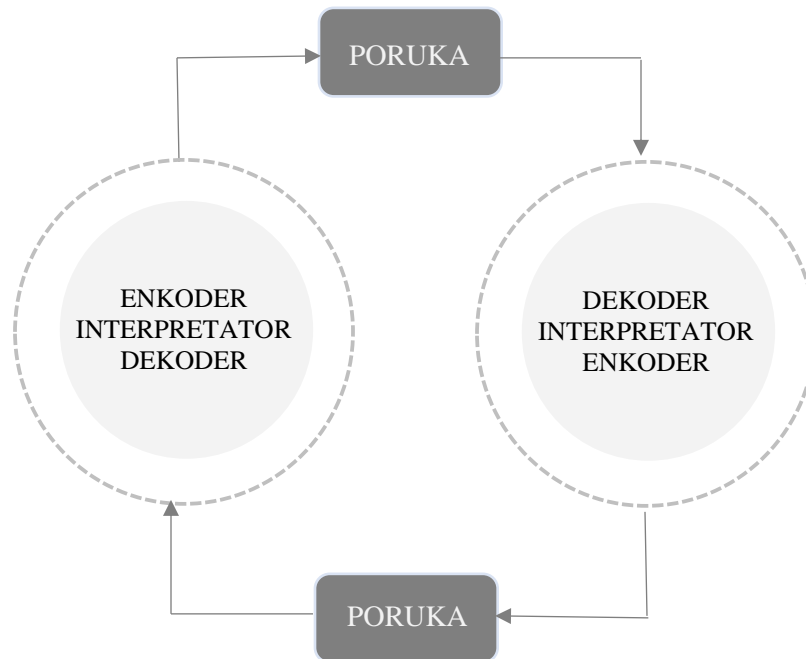 PORUKA
ENKODER
INTERPRETATOR
DEKODER
DEKODER
INTERPRETATOR
ENKODER
PORUKA